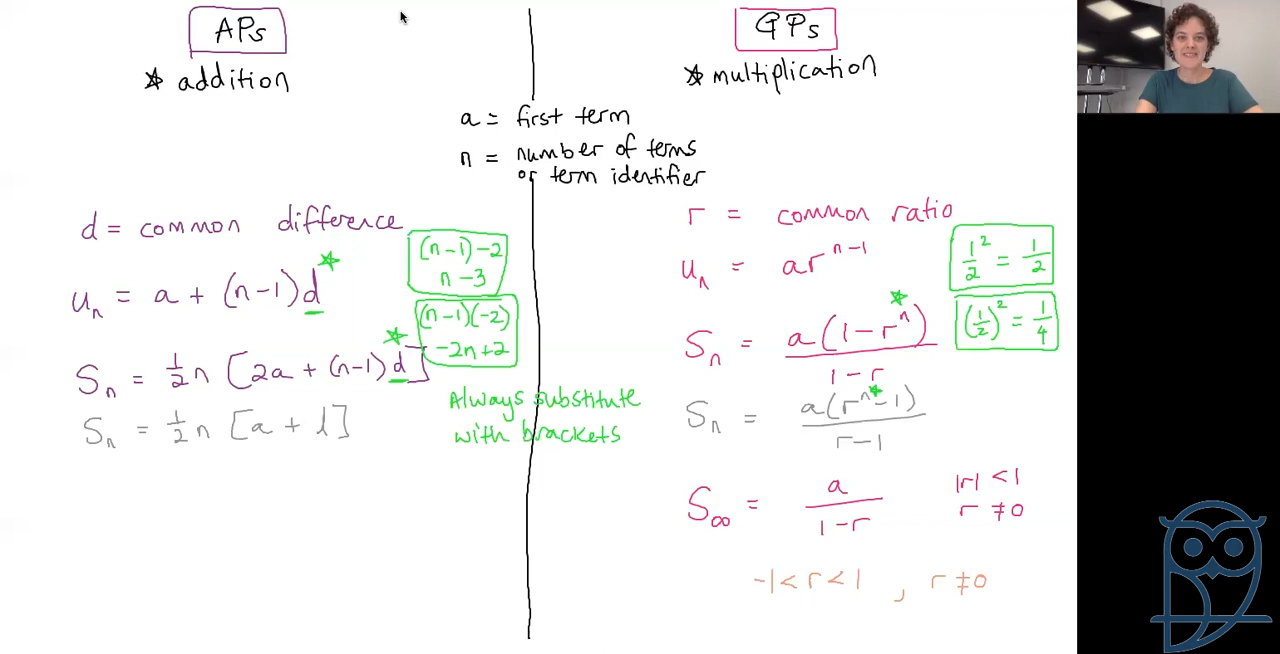 APs
☆ addition
GPs
☆ multiplication
a = first term
n = number of terms
or term identifier
d = common difference
uₙ = a + (n-1)d ☆
Sₙ = ½n [2a + (n-1)d] ☆
Sₙ = ½n [a + l]
(n-1)-2
n-3
(n-1)(-2)
-2n+2
Always substitute
with brackets
r = common ratio
uₙ = arⁿ⁻¹
Sₙ = a(1-rⁿ)/1-r ☆
Sₙ = a(rⁿ-1)/r-1 ☆
S∞ = a/1-r
|r| < 1
r ≠ 0
-1 < r < 1 , r ≠ 0
1²/2 = 1/2
(1/2)² = 1/4